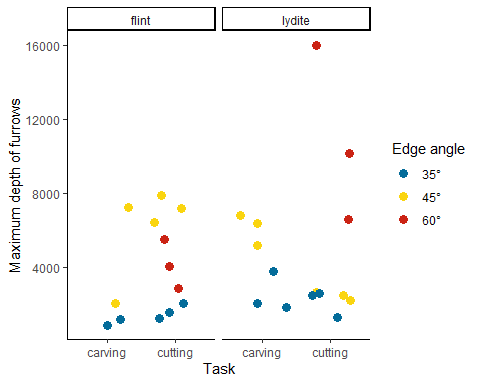 flint
lydite
16000
12000
8000
4000
Maximum depth of furrows
carving
cutting
carving
cutting
Task
Edge angle
35°
45°
60°